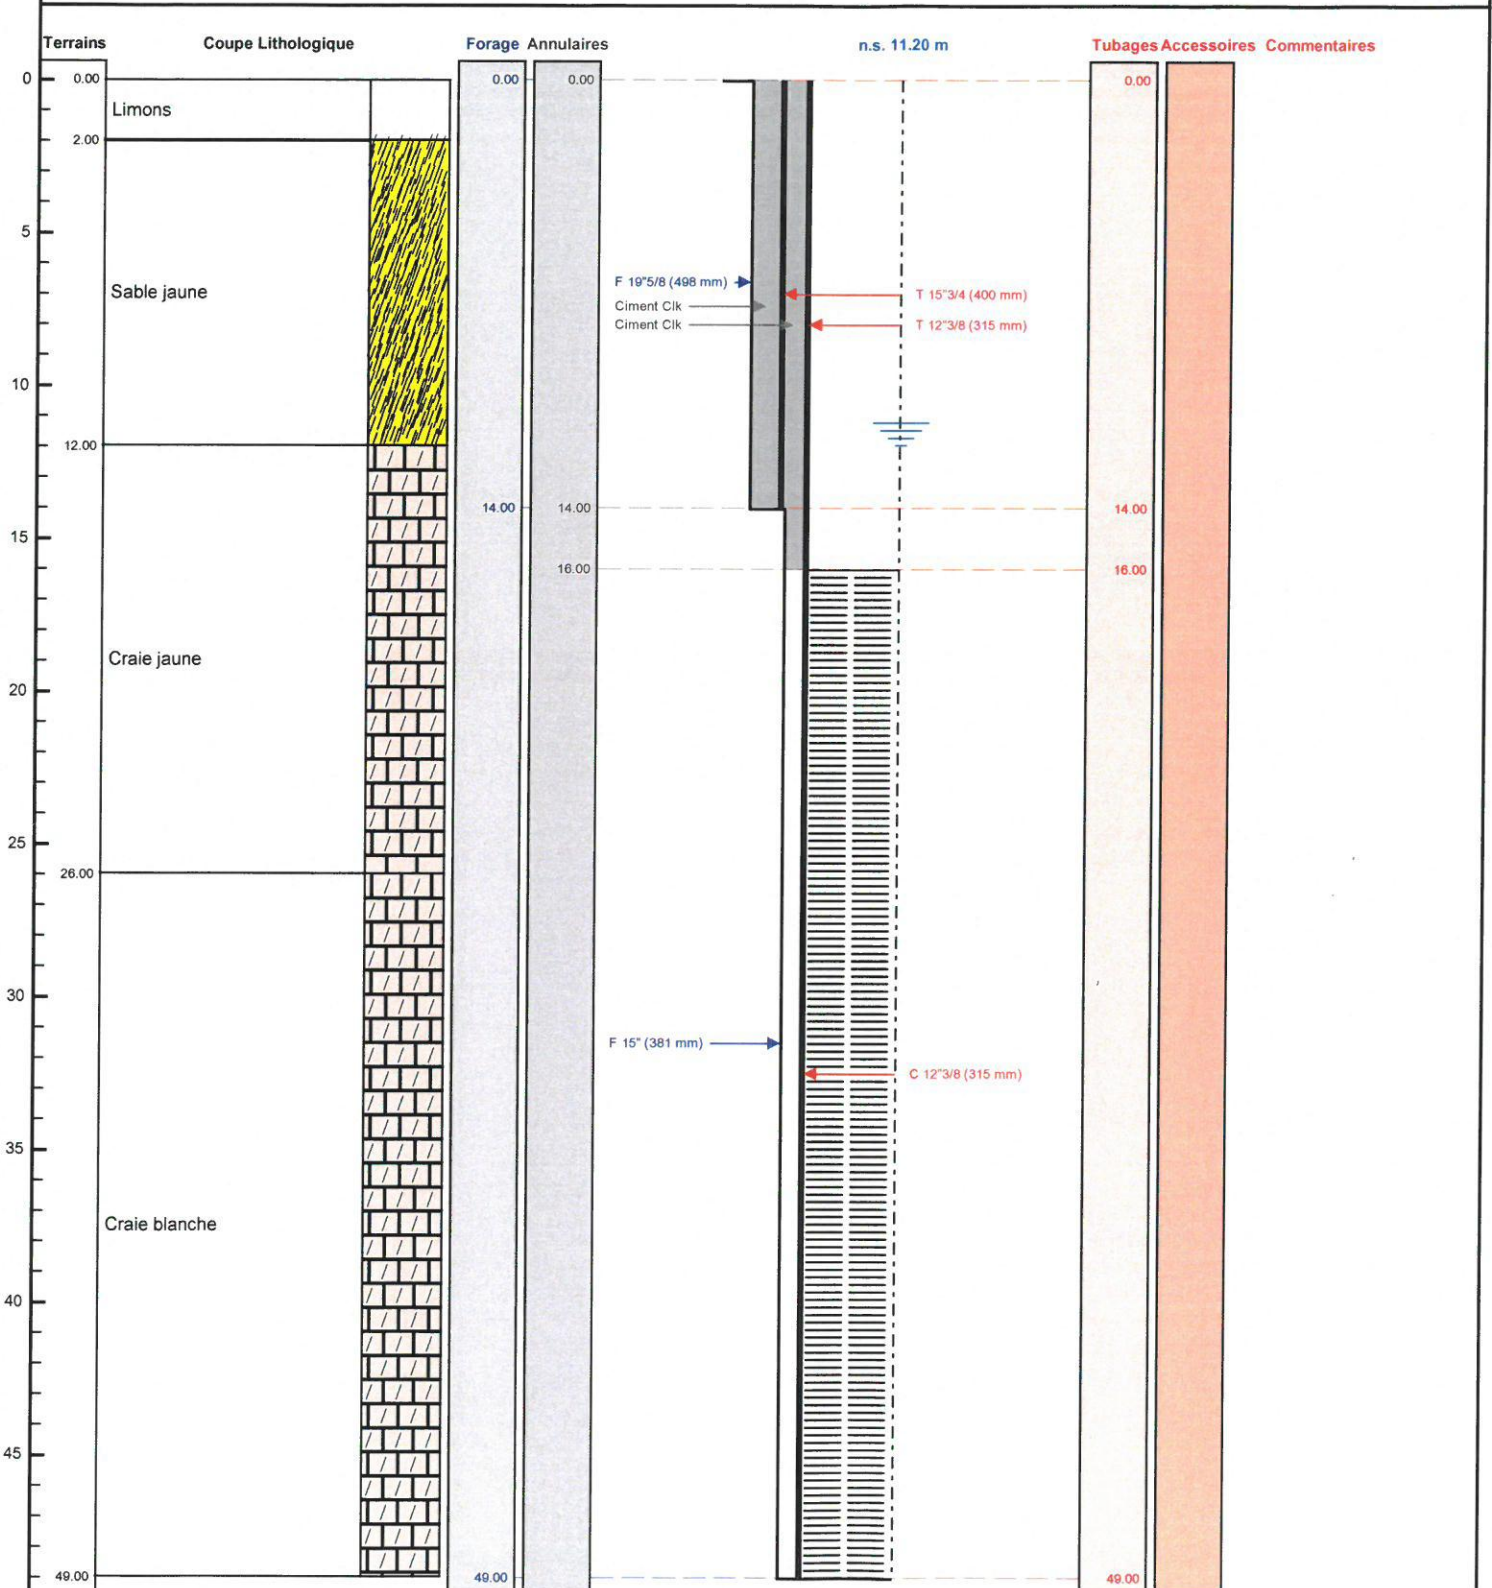 Terrains Coupe Lithologique Forage Annulaires n.s. 11.20 m Tubages Accessoires Commentaires
0 0.00 0.00 0.00 0.00
Limons
2.00
5
F 19"5/8 (498 mm)
Sable jaune T 15"3/4 (400 mm)
Ciment Clk
Ciment Clk T 12"3/8 (315 mm)
10
12.00
14.00 14.00 14.00
15
16.00 16.00
Craie jaune
20
25
26.00
30
F 15" (381 mm)
C 12"3/8 (315 mm)
35
Craie blanche
40
45
49.00 49.00 49.00